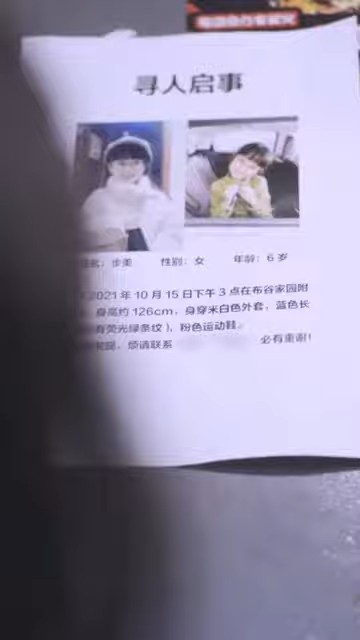 寻人启事
名：步美 性别：女 年龄：6 岁
2021 年 10 月 15 日下午 3 点在布谷家园附
身高约 126cm，身穿米白色外套，蓝色长
有荧光绿条纹），粉色运动鞋。
烦请联系 必有重谢！